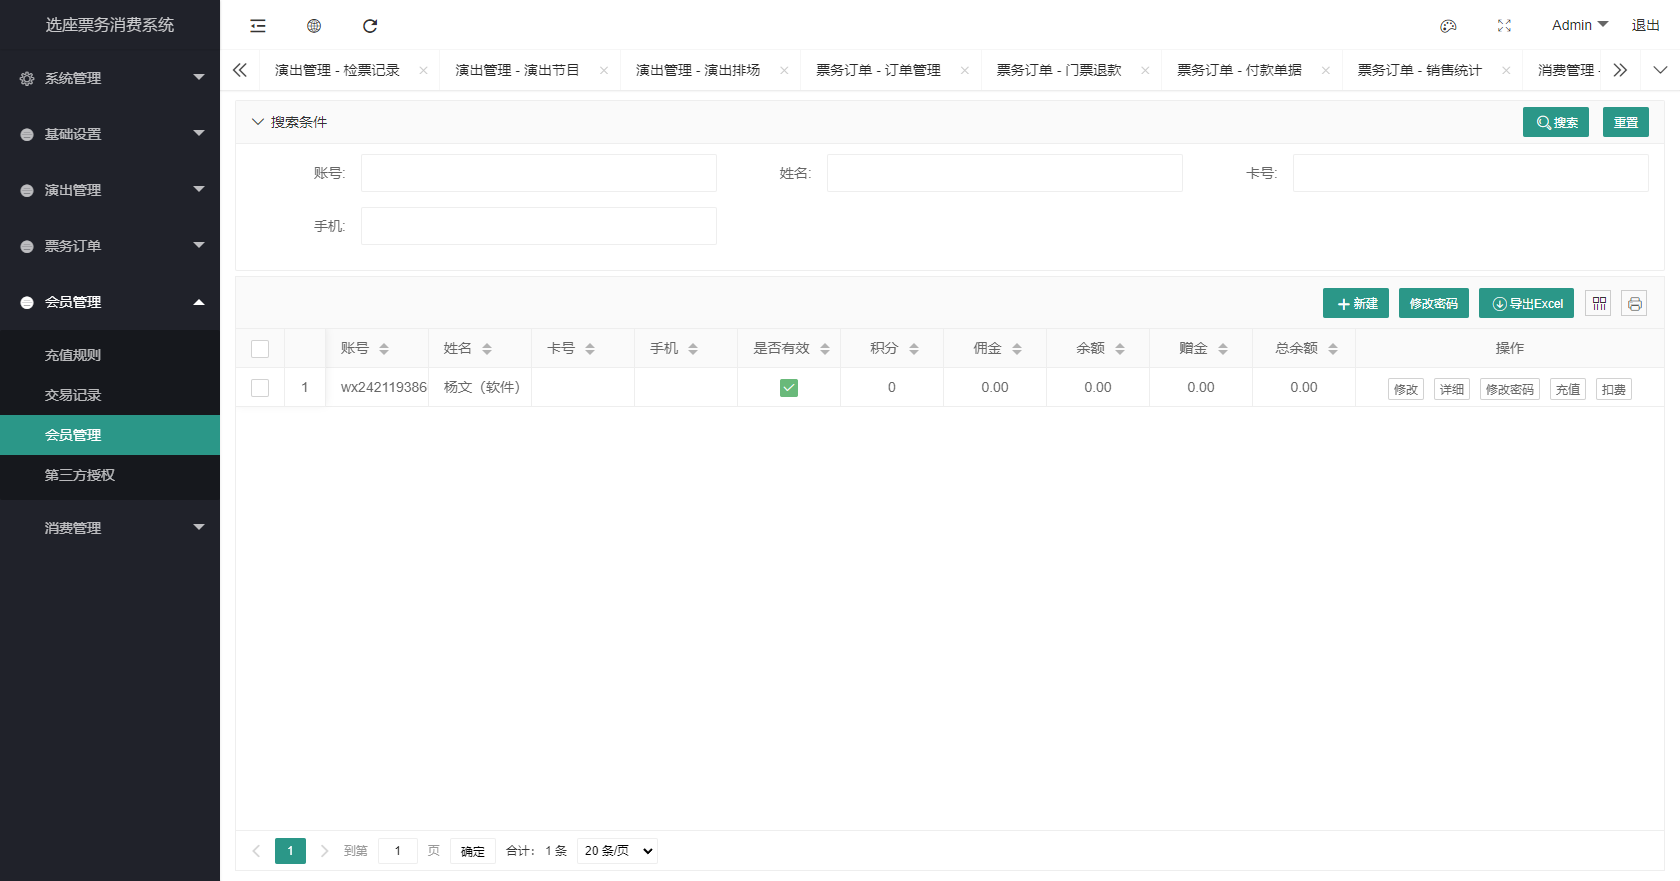 选座票务消费系统
Admin 退出
系统管理
基础设置
演出管理
票务订单
会员管理
充值规则
交易记录
会员管理
第三方授权
消费管理
演出管理 - 检票记录 演出管理 - 演出节目 演出管理 - 演出排场 票务订单 - 订单管理 票务订单 - 门票退款 票务订单 - 付款单据 票务订单 - 销售统计 消费管理 -
搜索条件 搜索 重置
账号: 姓名: 卡号:
手机:
新建 修改密码 导出Excel
账号 姓名 卡号 手机 是否有效 积分 佣金 余额 赠金 总余额 操作
1 wx242119386 杨文（软件） 0 0.00 0.00 0.00 0.00 修改 详细 修改密码 充值 扣费
1 到第 1 页 确定 合计： 1 条 20 条/页